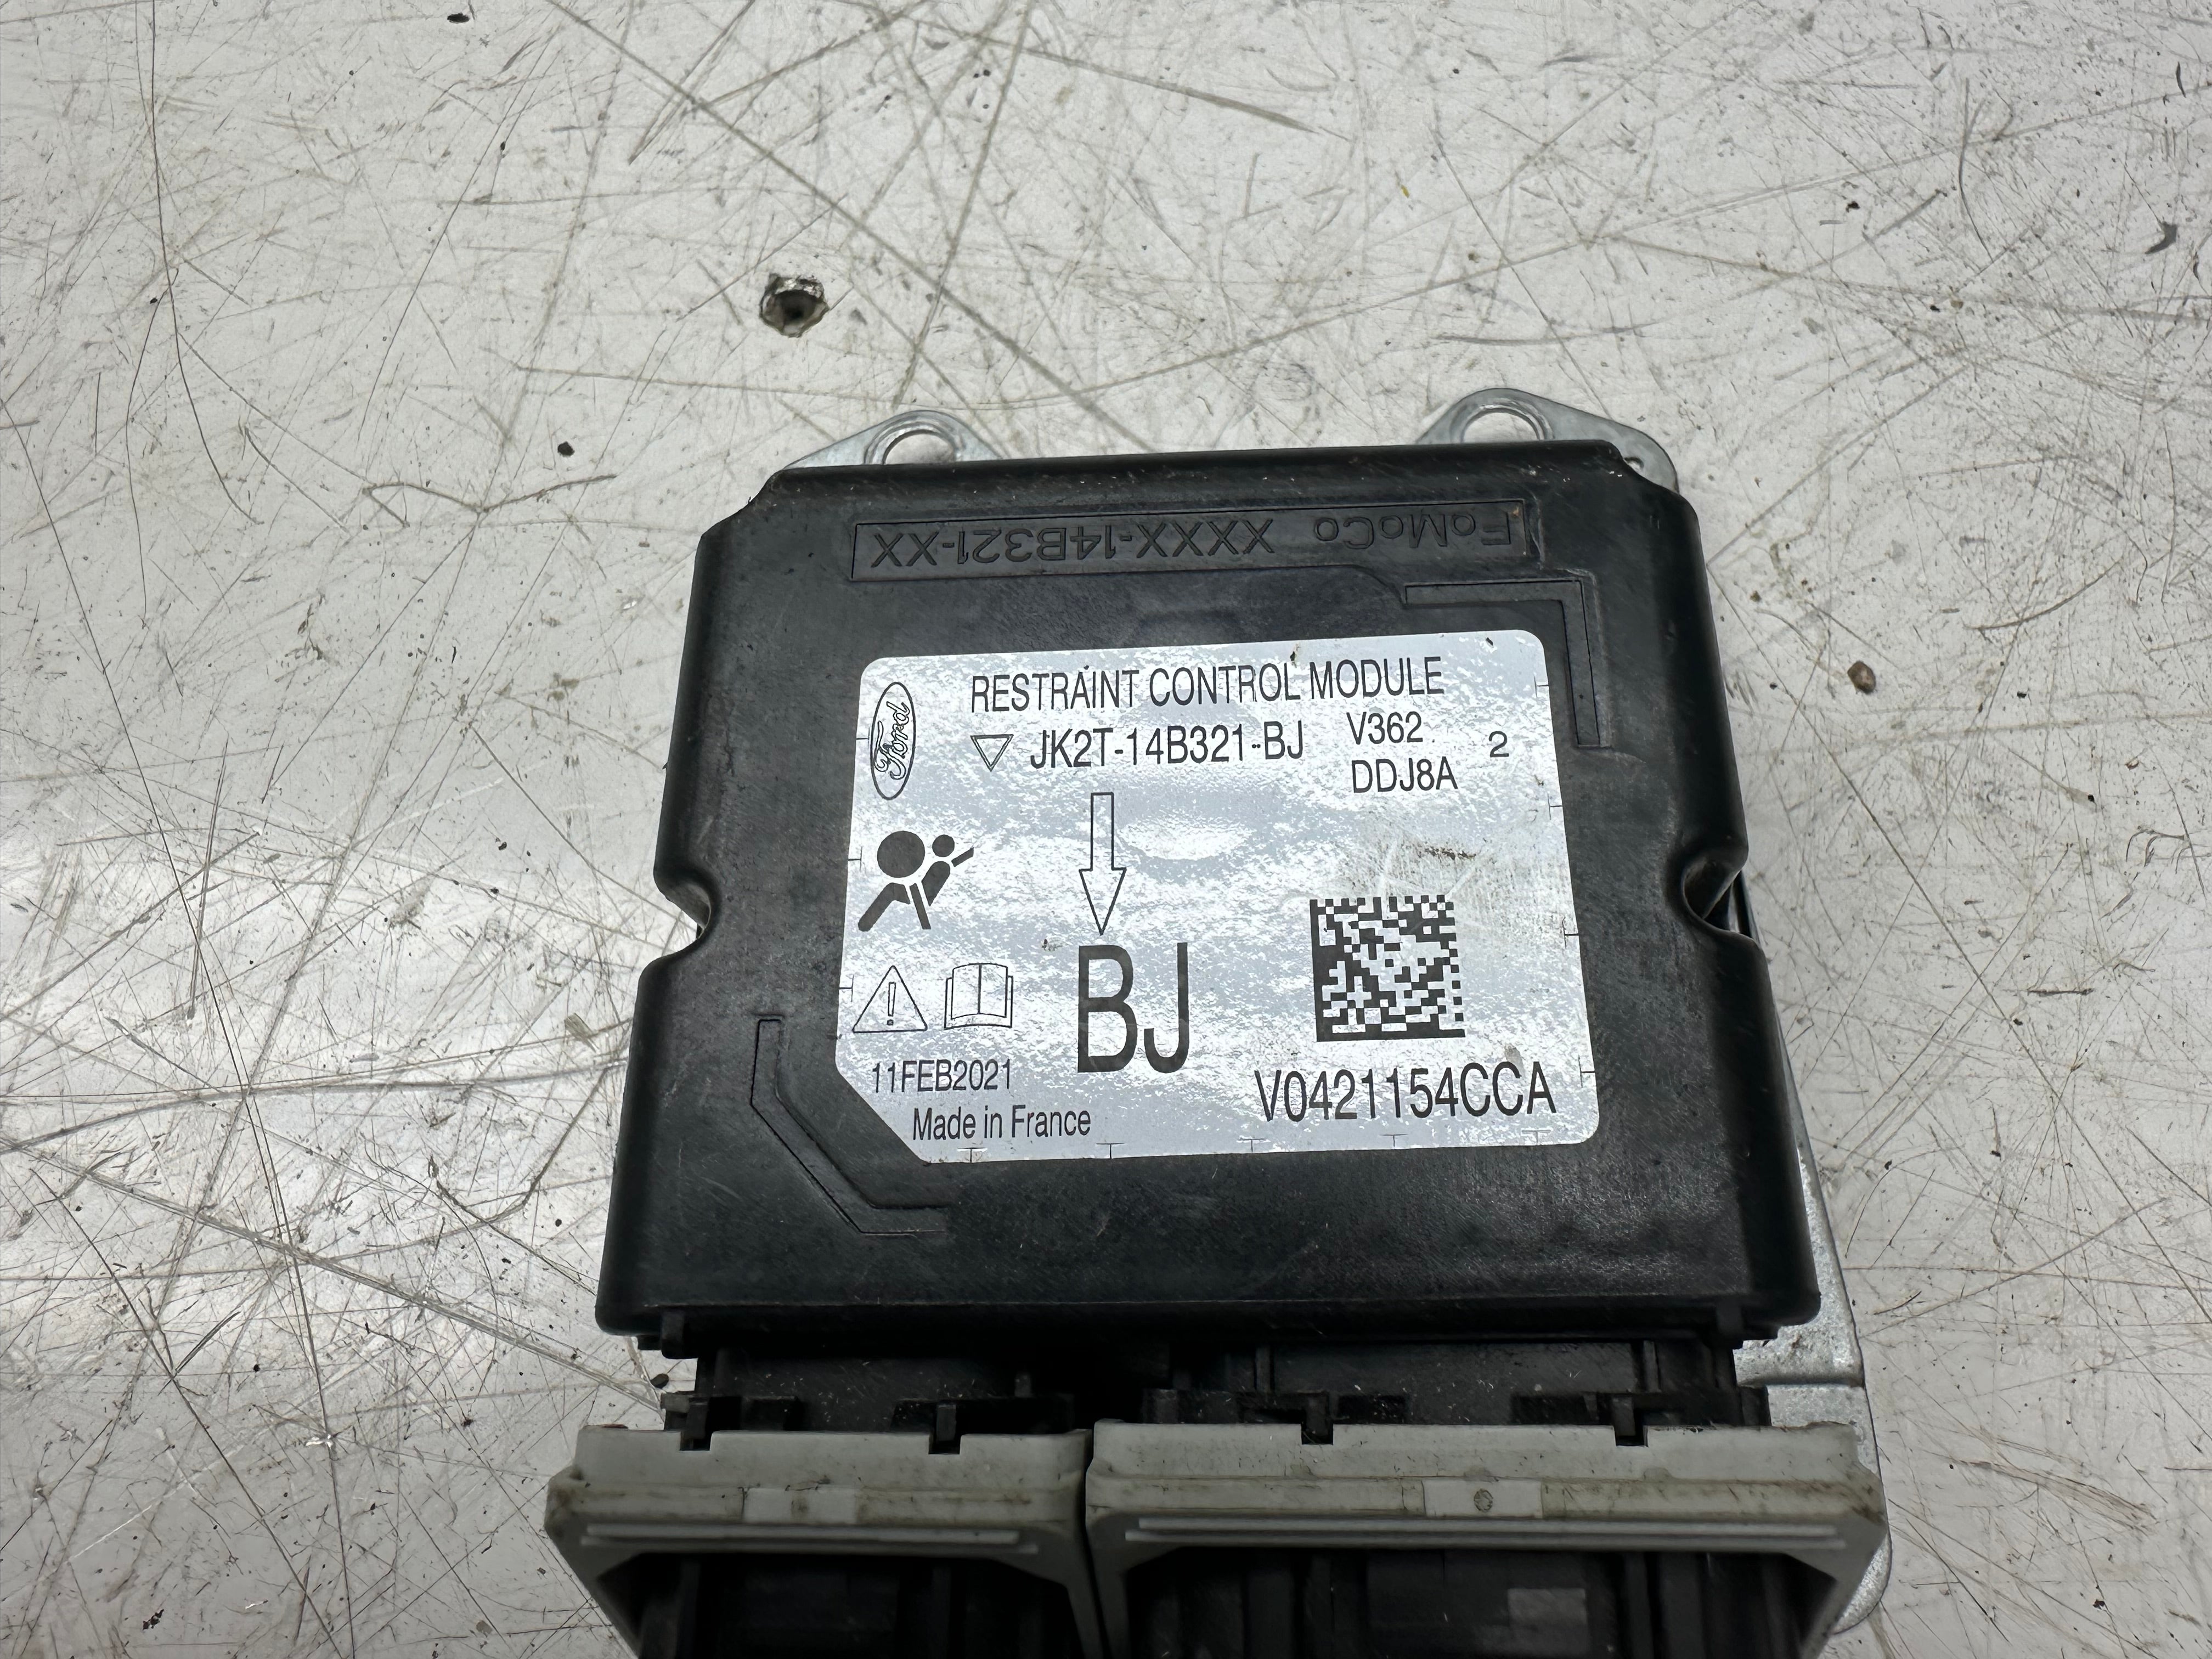 FoMoCo XXXX-14B321-XX
RESTRAINT CONTROL MODULE
Ford
JK2T-14B321-BJ V362 2
DDJ8A
BJ
11FEB2021
V0421154CCA
Made in France